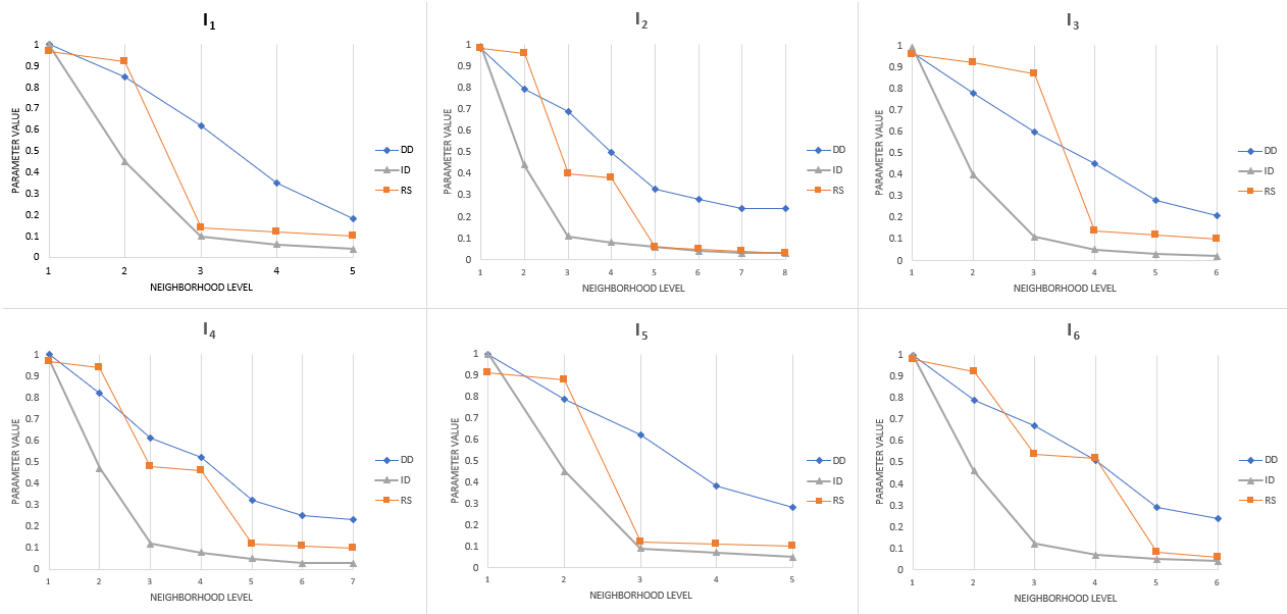 I1
PARAMETER VALUE
1
0.9
0.8
0.7
0.6
0.5
0.4
0.3
0.2
0.1
0
1 2 3 4 5
NEIGHBORHOOD LEVEL
DD
ID
RS
I2
PARAMETER VALUE
1
0.9
0.8
0.7
0.6
0.5
0.4
0.3
0.2
0.1
0
1 2 3 4 5 6 7 8
NEIGHBORHOOD LEVEL
DD
ID
RS
I3
PARAMETER VALUE
1
0.9
0.8
0.7
0.6
0.5
0.4
0.3
0.2
0.1
0
1 2 3 4 5 6
NEIGHBORHOOD LEVEL
DD
ID
RS
I4
PARAMETER VALUE
1
0.9
0.8
0.7
0.6
0.5
0.4
0.3
0.2
0.1
0
1 2 3 4 5 6 7
NEIGHBORHOOD LEVEL
DD
ID
RS
I5
PARAMETER VALUE
1
0.9
0.8
0.7
0.6
0.5
0.4
0.3
0.2
0.1
0
1 2 3 4 5
NEIGHBORHOOD LEVEL
DD
ID
RS
I6
PARAMETER VALUE
1
0.9
0.8
0.7
0.6
0.5
0.4
0.3
0.2
0.1
0
1 2 3 4 5 6
NEIGHBORHOOD LEVEL
DD
ID
RS